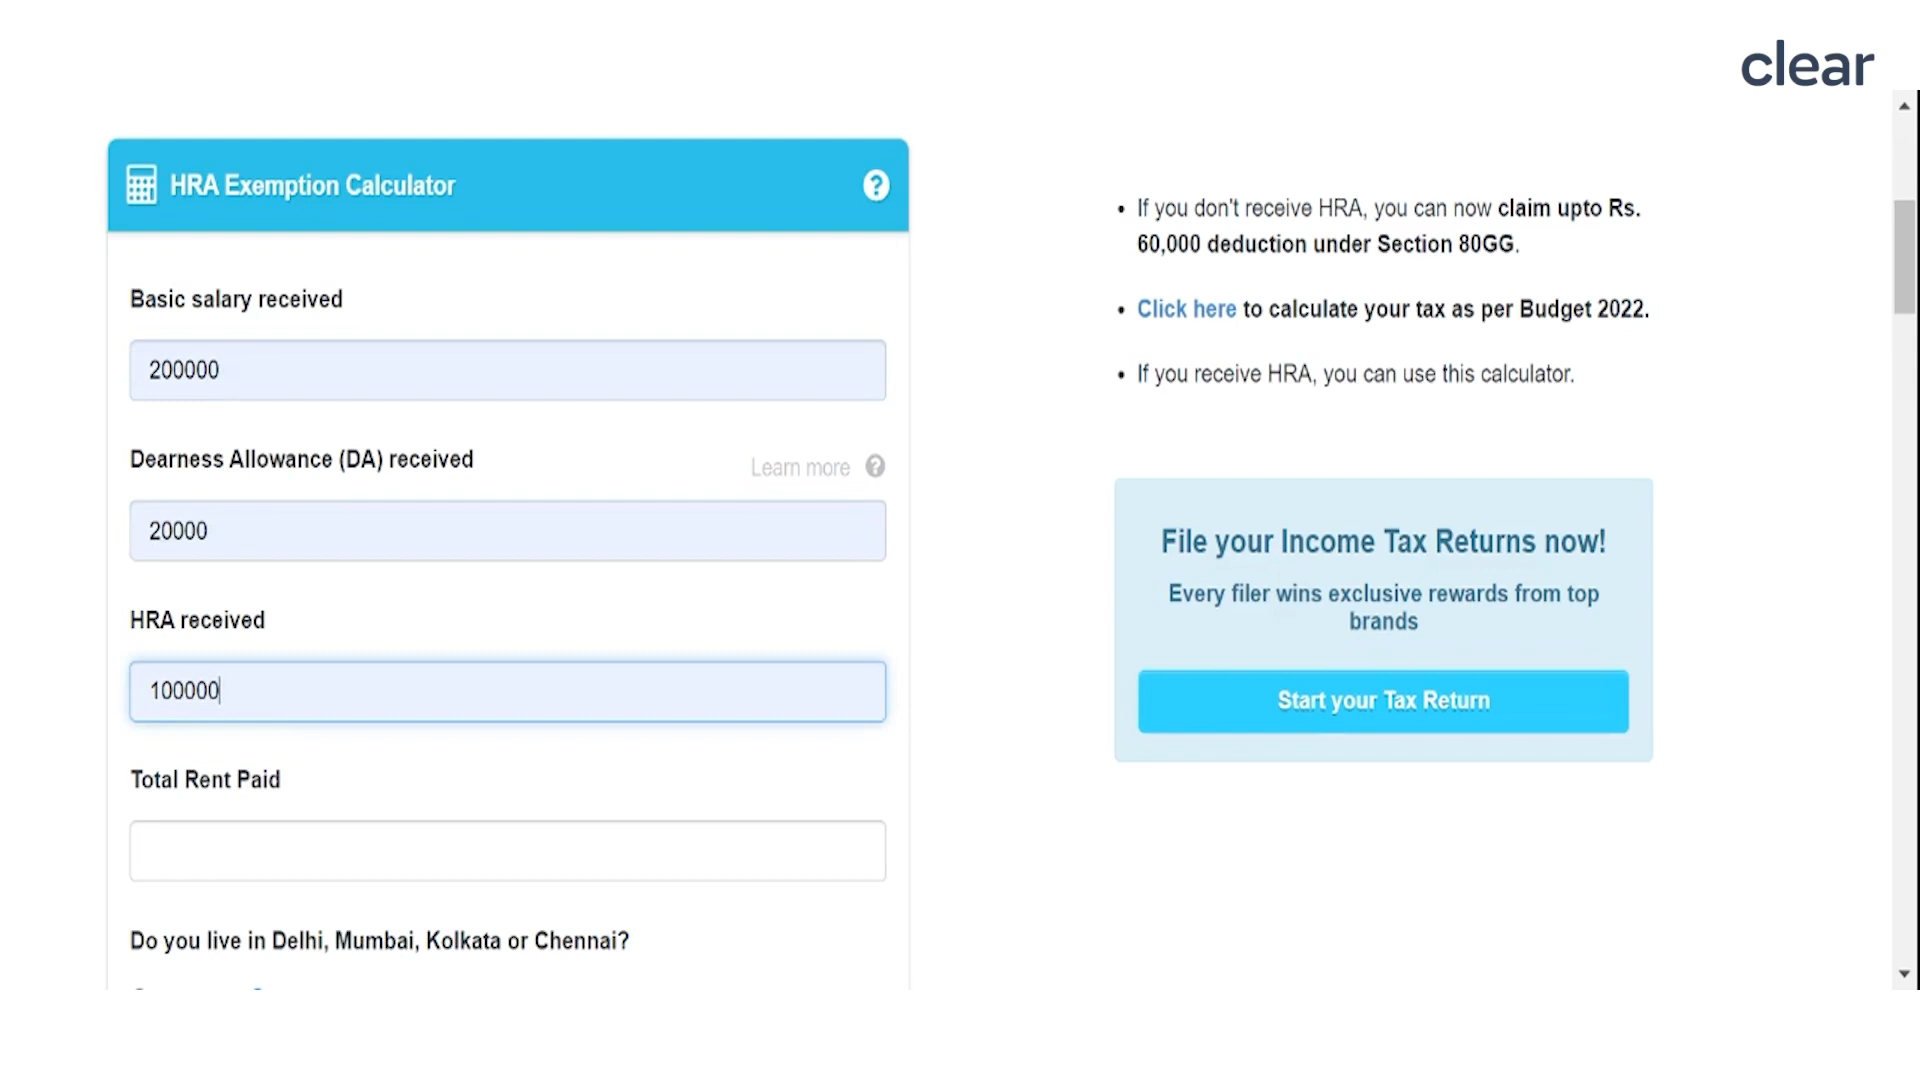 clear
HRA Exemption Calculator
Basic salary received
200000
Dearness Allowance (DA) received
Learn more
20000
HRA received
100000
Total Rent Paid
Do you live in Delhi, Mumbai, Kolkata or Chennai?
If you don't receive HRA, you can now claim upto Rs.
60,000 deduction under Section 80GG.
Click here to calculate your tax as per Budget 2022.
If you receive HRA, you can use this calculator.
File your Income Tax Returns now!
Every filer wins exclusive rewards from top
brands
Start your Tax Return